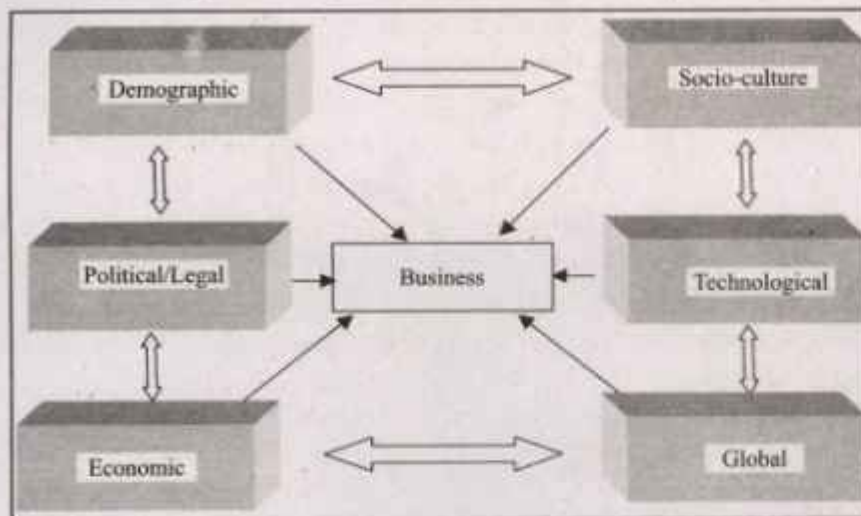 Demographic
Socio-culture
Political/Legal
Business
Technological
Economic
Global